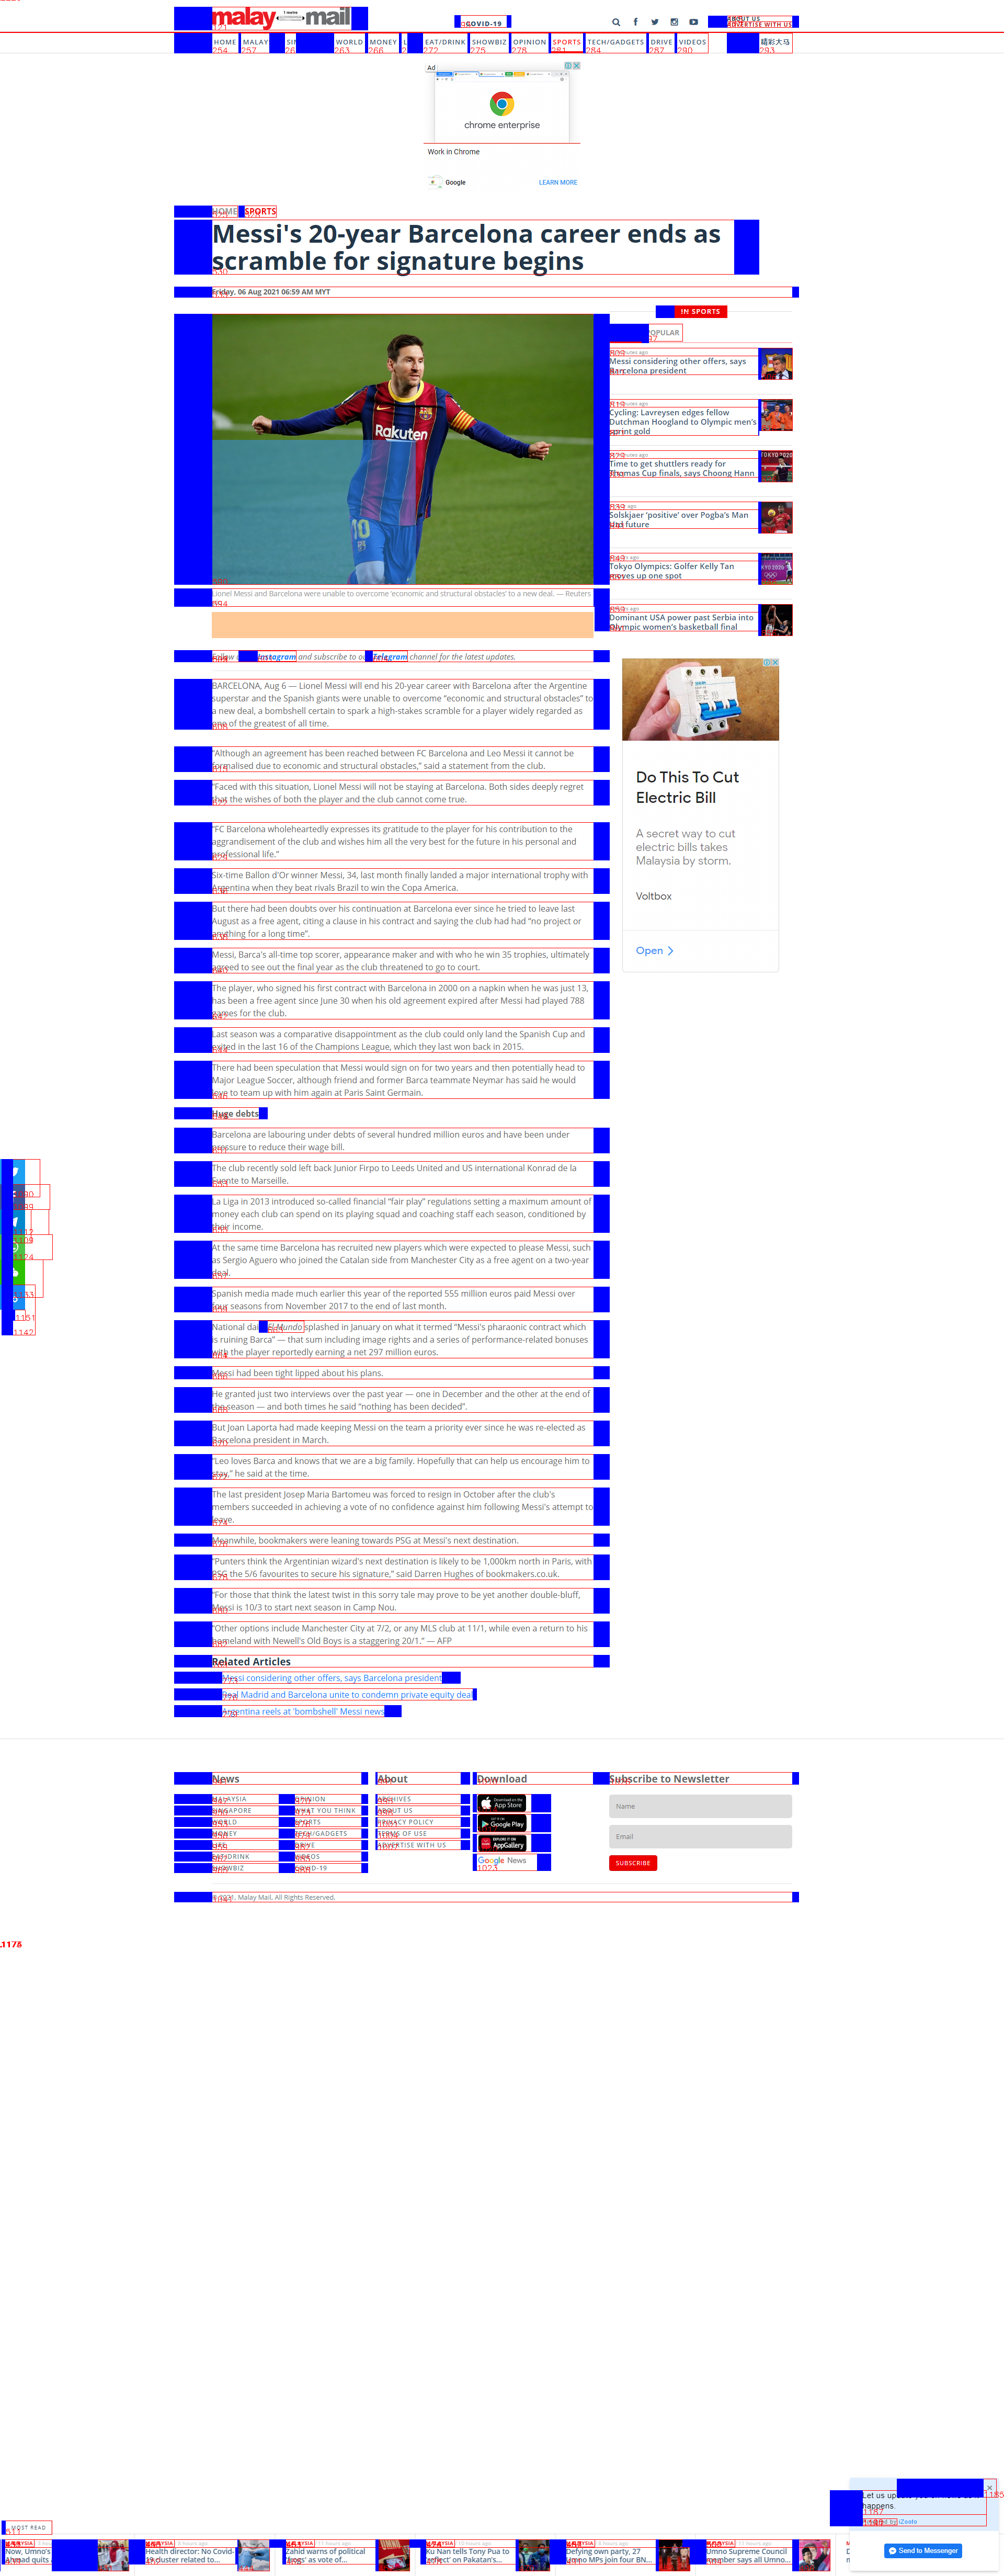 malay mail
1 metre
COVID-19
ABOUT US
ADVERTISE WITH US
HOME
MALAY
WORLD
MONEY
EAT/DRINK
SHOWBIZ
OPINION
SPORTS
TECH/GADGETS
DRIVE
VIDEOS
精彩大马
Ad
chrome enterprise
Work in Chrome
Google
LEARN MORE
HOME
SPORTS
Messi's 20-year Barcelona career ends as
scramble for signature begins
Friday, 06 Aug 2021 06:59 AM MYT
IN SPORTS
POPULAR
Messi considering other offers, says
Barcelona president
Cycling: Lavreysen edges fellow
Dutchman Hoogland to Olympic men's
sprint gold
Time to get shuttlers ready for
Thomas Cup finals, says Choong Hann
Solskjaer ‘positive’ over Pogba’s Man
Utd future
Tokyo Olympics: Golfer Kelly Tan
moves up one spot
Dominant USA power past Serbia into
Olympic women’s basketball final
Rakuten
10
Lionel Messi and Barcelona were unable to overcome ‘economic and structural obstacles’ to a new deal. — Reuters
Follow Instagram and subscribe to our Telegram channel for the latest updates.
BARCELONA, Aug 6 — Lionel Messi will end his 20-year career with Barcelona after the Argentine
superstar and the Spanish giants were unable to overcome “economic and structural obstacles” to
a new deal, a bombshell certain to spark a high-stakes scramble for a player widely regarded as
one of the greatest of all time.
“Although an agreement has been reached between FC Barcelona and Leo Messi it cannot be
formalised due to economic and structural obstacles,” said a statement from the club.
“Faced with this situation, Lionel Messi will not be staying at Barcelona. Both sides deeply regret
that the wishes of both the player and the club cannot come true.
“FC Barcelona wholeheartedly expresses its gratitude to the player for his contribution to the
aggrandisement of the club and wishes him all the very best for the future in his personal and
professional life.”
Six-time Ballon d'Or winner Messi, 34, last month finally landed a major international trophy with
Argentina when they beat rivals Brazil to win the Copa America.
But there had been doubts over his continuation at Barcelona ever since he tried to leave last
August as a free agent, citing a clause in his contract and saying the club had had “no project or
anything for a long time”.
Messi, Barca's all-time top scorer, appearance maker and with who he win 35 trophies, ultimately
agreed to see out the final year as the club threatened to go to court.
The player, who signed his first contract with Barcelona in 2000 on a napkin when he was just 13,
has been a free agent since June 30 when his old agreement expired after Messi had played 788
games for the club.
Last season was a comparative disappointment as the club could only land the Spanish Cup and
exited in the last 16 of the Champions League, which they last won back in 2015.
There had been speculation that Messi would sign on for two years and then potentially head to
Major League Soccer, although friend and former Barca teammate Neymar has said he would
love to team up with him again at Paris Saint Germain.
Huge debts
Barcelona are labouring under debts of several hundred million euros and have been under
pressure to reduce their wage bill.
The club recently sold left back Junior Firpo to Leeds United and US international Konrad de la
Fuente to Marseille.
La Liga in 2013 introduced so-called financial “fair play” regulations setting a maximum amount of
money each club can spend on its playing squad and coaching staff each season, conditioned by
their income.
At the same time Barcelona has recruited new players which were expected to please Messi, such
as Sergio Aguero who joined the Catalan side from Manchester City as a free agent on a two-year
deal.
Spanish media made much earlier this year of the reported 555 million euros paid Messi over
four seasons from November 2017 to the end of last month.
National daily El Mundo splashed in January on what it termed “Messi's pharaonic contract which
is ruining Barca” — that sum including image rights and a series of performance-related bonuses
with the player reportedly earning a net 297 million euros.
Messi had been tight lipped about his plans.
He granted just two interviews over the past year — one in December and the other at the end of
the season — and both times he said “nothing has been decided”.
But Joan Laporta had made keeping Messi on the team a priority ever since he was re-elected as
Barcelona president in March.
“Leo loves Barca and knows that we are a big family. Hopefully that can help us encourage him to
stay,” he said at the time.
The last president Josep Maria Bartomeu was forced to resign in October after the club's
members succeeded in achieving a vote of no confidence against him following Messi's attempt to
leave.
Meanwhile, bookmakers were leaning towards PSG at Messi's next destination.
“Punters think the Argentinian wizard's next destination is likely to be 1,000km north in Paris, with
PSG the 5/6 favourites to secure his signature,” said Darren Hughes of bookmakers.co.uk.
“For those that think the latest twist in this sorry tale may prove to be yet another double-bluff,
Messi is 10/3 to start next season in Camp Nou.
“Other options include Manchester City at 7/2, or any MLS club at 11/1, while even a return to his
homeland with Newell's Old Boys is a staggering 20/1.” — AFP
Related Articles
Messi considering other offers, says Barcelona president
Real Madrid and Barcelona unite to condemn private equity deal
Argentina reels at 'bombshell' Messi news
Do This To Cut
Electric Bill
A secret way to cut
electric bills takes
Malaysia by storm.
Voltbox
Open
News
MALAYSIA
SINGAPORE
WORLD
MONEY
LIFE
EAT/DRINK
SHOWBIZ
OPINION
WHAT YOU THINK
SPORTS
TECH/GADGETS
DRIVE
VIDEOS
COVID-19
About
ARCHIVES
ABOUT US
PRIVACY POLICY
TERMS OF USE
ADVERTISE WITH US
Download
App Store
Google Play
AppGallery
Google News
Subscribe to Newsletter
Name
Email
SUBSCRIBE
© 2021, Malay Mail. All Rights Reserved.
MOST READ
happens.
iZooto
Send to Messenger
Now, Umno's
Ahmad quits
Health director: No Covid-
19 cluster related to...
Zahid warns of political
Ku Nan tells Tony Pua to
'reflect' on Pakatan's...
Defying own party, 27
Umno MPs join four BN...
Umno Supreme Council
member says all Umno...